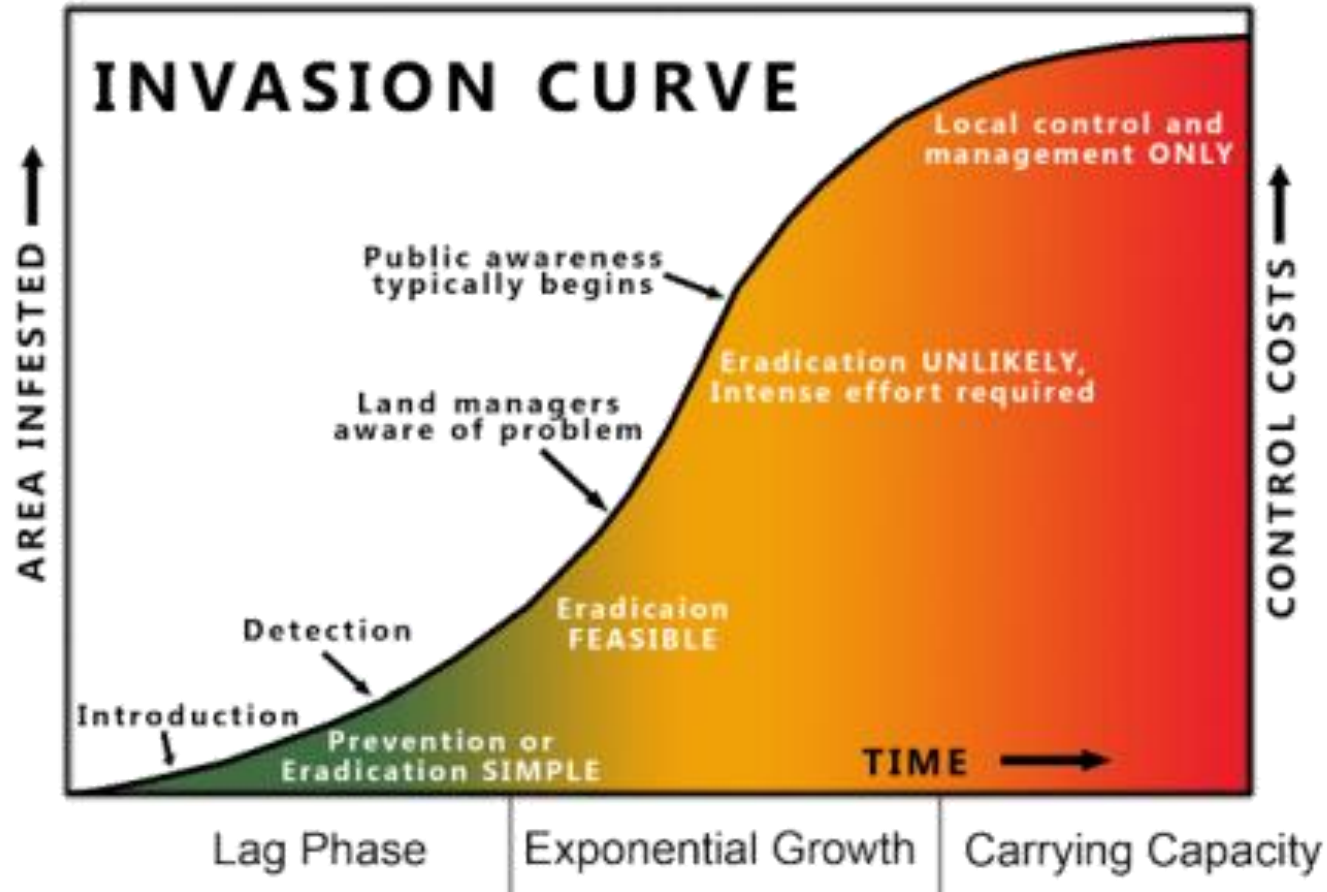 INVASION CURVE
Local control and
management ONLY
Public awareness
typically begins
Eradication UNLIKELY,
Intense effort required
Land managers
aware of problem
Eradicaion
FEASIBLE
Detection
Introduction
Prevention or
Eradication SIMPLE
TIME
AREA INFESTED
CONTROL COSTS
Lag Phase
Exponential Growth
Carrying Capacity